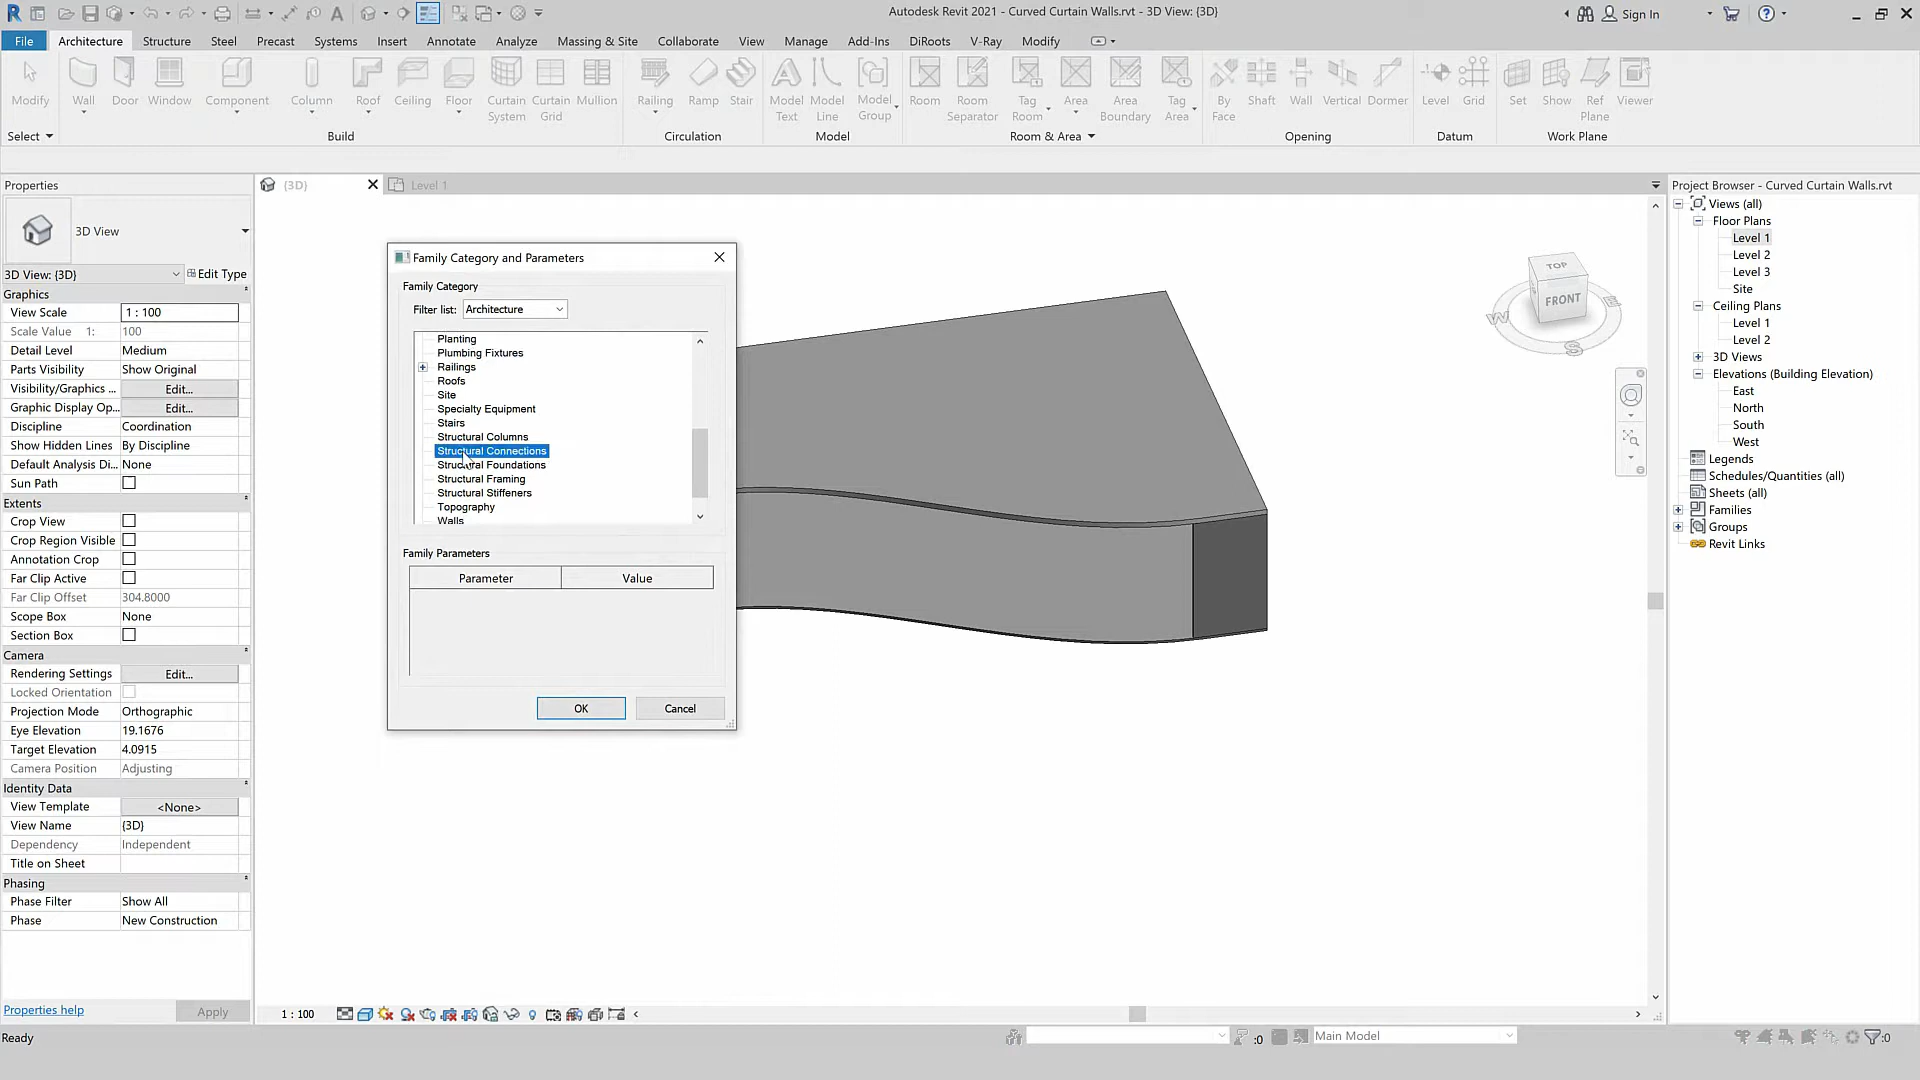 Autodesk Revit 2021 - Curved Curtain Walls.rvt - 3D View: {3D}
Sign In
File Architecture Structure Steel Precast Systems Insert Annotate Analyze Massing & Site Collaborate View Manage Add-Ins DiRoots V-Ray Modify
Modify
Wall
Door
Window
Component
Column
Roof
Ceiling
Floor
Curtain System
Curtain Grid
Mullion
Railing
Ramp
Stair
Model Text
Model Line
Model Group
Room
Room Separator
Tag Room
Area
Area Boundary
Tag Area
By Face
Shaft
Wall
Vertical
Dormer
Level
Grid
Set
Show
Ref Plane
Viewer
Select
Build
Circulation
Model
Room & Area
Opening
Datum
Work Plane
Properties
3D View
3D View: {3D}
Edit Type
Graphics
View Scale 1 : 100
Scale Value 1: 100
Detail Level Medium
Parts Visibility Show Original
Visibility/Graphics ... Edit...
Graphic Display Op... Edit...
Discipline Coordination
Show Hidden Lines By Discipline
Default Analysis Di... None
Sun Path
Extents
Crop View
Crop Region Visible
Annotation Crop
Far Clip Active
Far Clip Offset 304.8000
Scope Box None
Section Box
Camera
Rendering Settings Edit...
Locked Orientation
Projection Mode Orthographic
Eye Elevation 19.1676
Target Elevation 4.0915
Camera Position Adjusting
Identity Data
View Template <None>
View Name {3D}
Dependency Independent
Title on Sheet
Phasing
Phase Filter Show All
Phase New Construction
Properties help
Apply
{3D}
Level 1
Family Category and Parameters
Family Category
Filter list: Architecture
Planting
Plumbing Fixtures
Railings
Roofs
Site
Specialty Equipment
Stairs
Structural Columns
Structural Connections
Structural Foundations
Structural Framing
Structural Stiffeners
Topography
Walls
Family Parameters
Parameter Value
OK
Cancel
TOP
FRONT
W
S
E
Project Browser - Curved Curtain Walls.rvt
Views (all)
Floor Plans
Level 1
Level 2
Level 3
Site
Ceiling Plans
Level 1
Level 2
3D Views
Elevations (Building Elevation)
East
North
South
West
Legends
Schedules/Quantities (all)
Sheets (all)
Families
Groups
Revit Links
1 : 100
Ready
:0
Main Model
:0